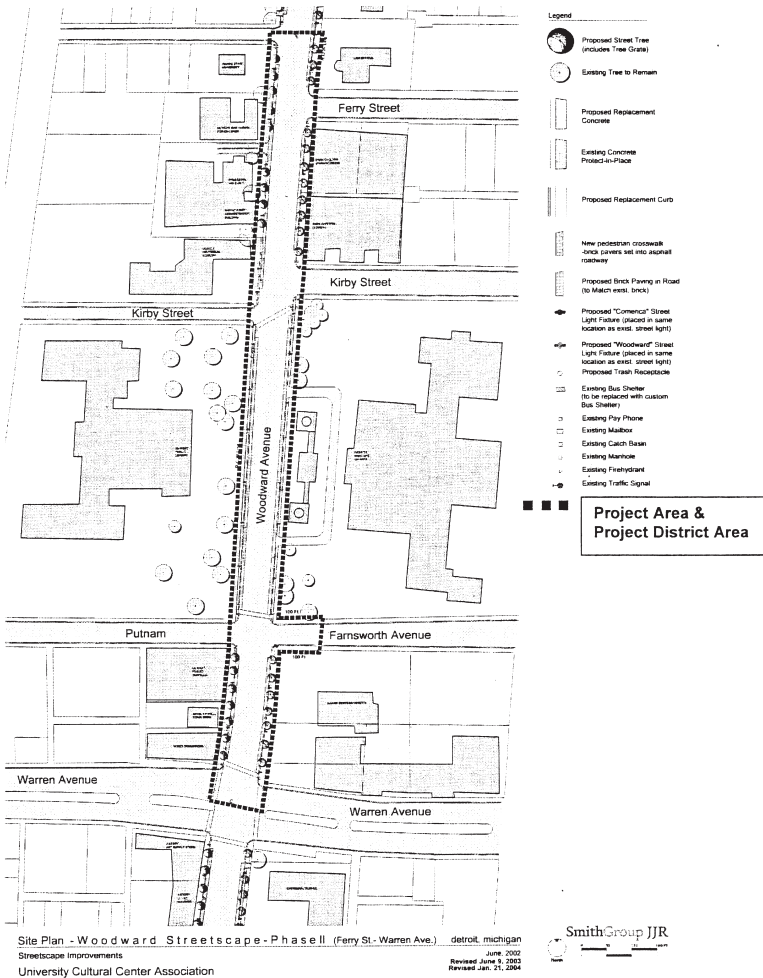 Legend
Proposed Street Tree
(includes Tree Grate)
Existing Tree to Remain
Proposed Replacement
Concrete
Existing Concrete
Protect-in-Place
Proposed Replacement Curb
New pedestrian crosswalk
-brick pavers set into asphalt
roadway
Proposed Brick Paving in Road
(to Match exist. brick)
Proposed "Comerica" Street
Light Fixture (placed in same
location as exist. street light)
Proposed "Woodward" Street
Light Fixture (placed in same
location as exist. street light)
Proposed Trash Receptacle
Existing Bus Shelter
(to be replaced with custom
Bus Shelter)
Existing Pay Phone
Existing Mailbox
Existing Catch Basin
Existing Manhole
Existing Firehydrant
Existing Traffic Signal
Project Area &
Project District Area
Ferry Street
Kirby Street
Kirby Street
Woodward Avenue
100 FT
Putnam
Farnsworth Avenue
100 FT
Warren Avenue
Warren Avenue
Site Plan - Woodward Streetscape - Phase II (Ferry St.- Warren Ave.) detroit, michigan
Streetscape Improvements
University Cultural Center Association
June, 2002
Revised June 9, 2003
Revised Jan. 21, 2004
SmithGroup JJR
North